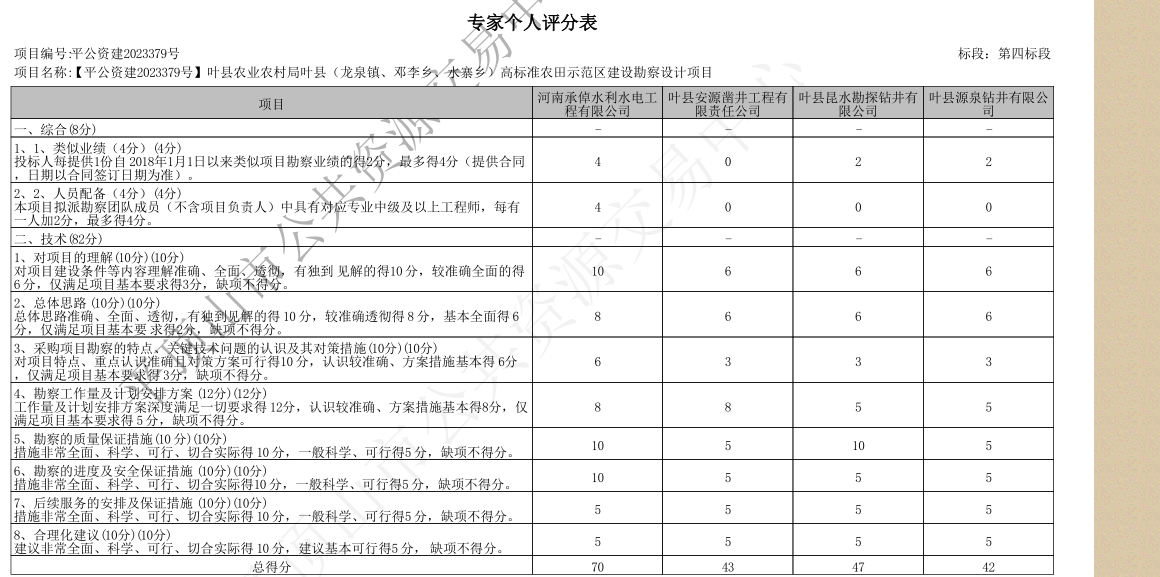 专家个人评分表
项目编号:平公资建2023379号 标段：第四标段
项目名称:【平公资建2023379号】叶县农业农村局叶县（龙泉镇、邓李乡、水寨乡）高标准农田示范区建设勘察设计项目
项目 河南承倬水利水电工程有限公司 叶县安源凿井工程有限责任公司 叶县昆水勘探钻井有限公司 叶县源泉钻井有限公司
一、综合(8分) － － － －
1、1、类似业绩（4分）(4分)
投标人每提供1份自 2018年1月1日以来类似项目勘察业绩的得2分，最多得4分（提供合同
，日期以合同签订日期为准）。 4 0 2 2
2、2、人员配备（4分）(4分)
本项目拟派勘察团队成员（不含项目负责人）中具有对应专业中级及以上工程师，每有
一人加2分，最多得4分。 4 0 0 0
二、技术(82分) － － － －
1、对项目的理解(10分)(10分)
对项目建设条件等内容理解准确、全面、透彻，有独到 见解的得10 分，较准确全面的得
6 分，仅满足项目基本要求得3分，缺项不得分。 10 6 6 6
2、总体思路 (10分)(10分)
总体思路准确、全面、透彻，有独到见解的得 10 分，较准确透彻得 8 分，基本全面得 6
分，仅满足项目基本要 求得2分，缺项不得分。 8 6 6 6
3、采购项目勘察的特点、关键技术问题的认识及其对策措施(10分)(10分)
对项目特点、重点认识准确且对策方案可行得10 分，认识较准确、方案措施基本得 6分
，仅满足项目基本要求得 3分，缺项不得分。 6 3 3 3
4、勘察工作量及计划安排方案 (12分)(12分)
工作量及计划安排方案深度满足一切要求得 12分，认识较准确、方案措施基本得8分，仅
满足项目基本要求得 5 分，缺项不得分。 8 8 5 5
5、勘察的质量保证措施(10 分)(10分)
措施非常全面、科学、可行、切合实际得 10 分，一般科学、可行得5 分，缺项不得分。 10 5 10 5
6、勘察的进度及安全保证措施 (10分)(10分)
措施非常全面、科学、可行、切合实际得10 分，一般科学、可行得5 分，缺项不得分。 10 5 5 5
7、后续服务的安排及保证措施 (10分)(10分)
措施非常全面、科学、可行、切合实际得 10 分，一般科学、可行得5 分，缺项不得分。 5 5 5 5
8、合理化建议(10分)(10分)
建议非常全面、科学、可行、切合实际得 10 分，建议基本可行得5 分， 缺项不得分。 5 5 5 5
总得分 70 43 47 42
平顶山市公共资源交易中心
平顶山市公共资源交易中心